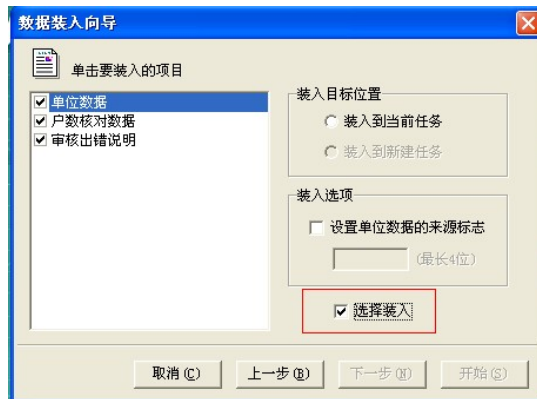 数据装入向导
单击要装入的项目
单位数据
户数核对数据
审核出错说明
装入目标位置
装入到当前任务
装入到新建任务
装入选项
设置单位数据的来源标志
(最长4位)
选择装入
取消(C)
上一步(B)
下一步(N)
开始(S)